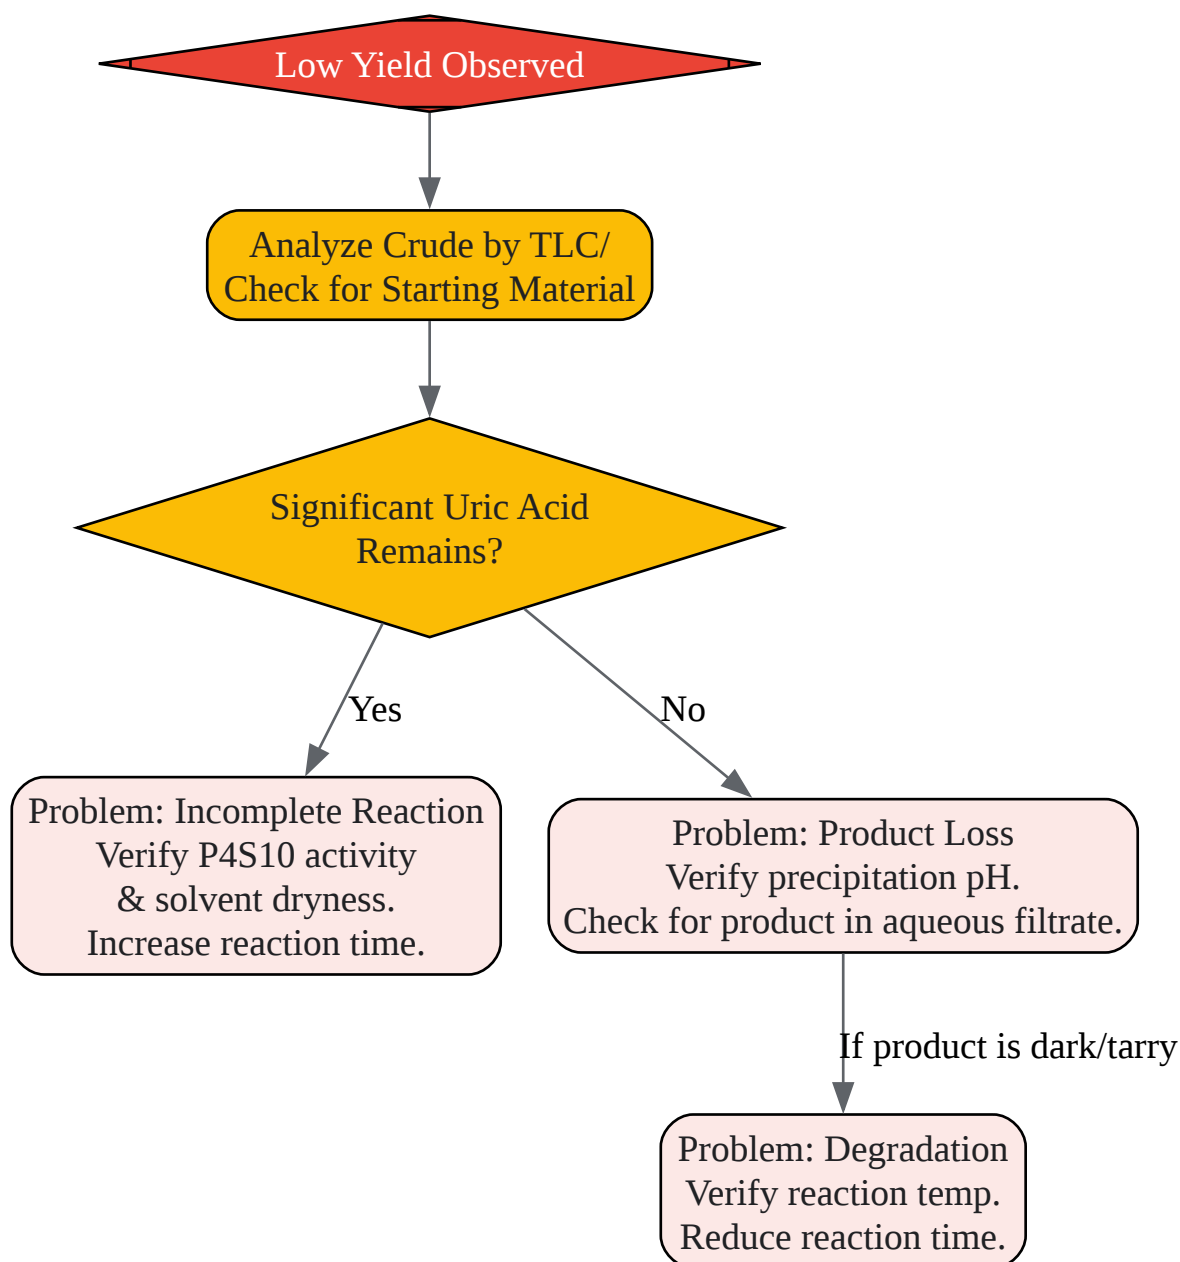 Low Yield Observed
Analyze Crude by TLC/
Check for Starting Material
Significant Uric Acid
Remains?
Yes
No
Problem: Incomplete Reaction
Verify P4S10 activity
& solvent dryness.
Increase reaction time.
Problem: Product Loss
Verify precipitation pH.
Check for product in aqueous filtrate.
If product is dark/tarry
Problem: Degradation
Verify reaction temp.
Reduce reaction time.